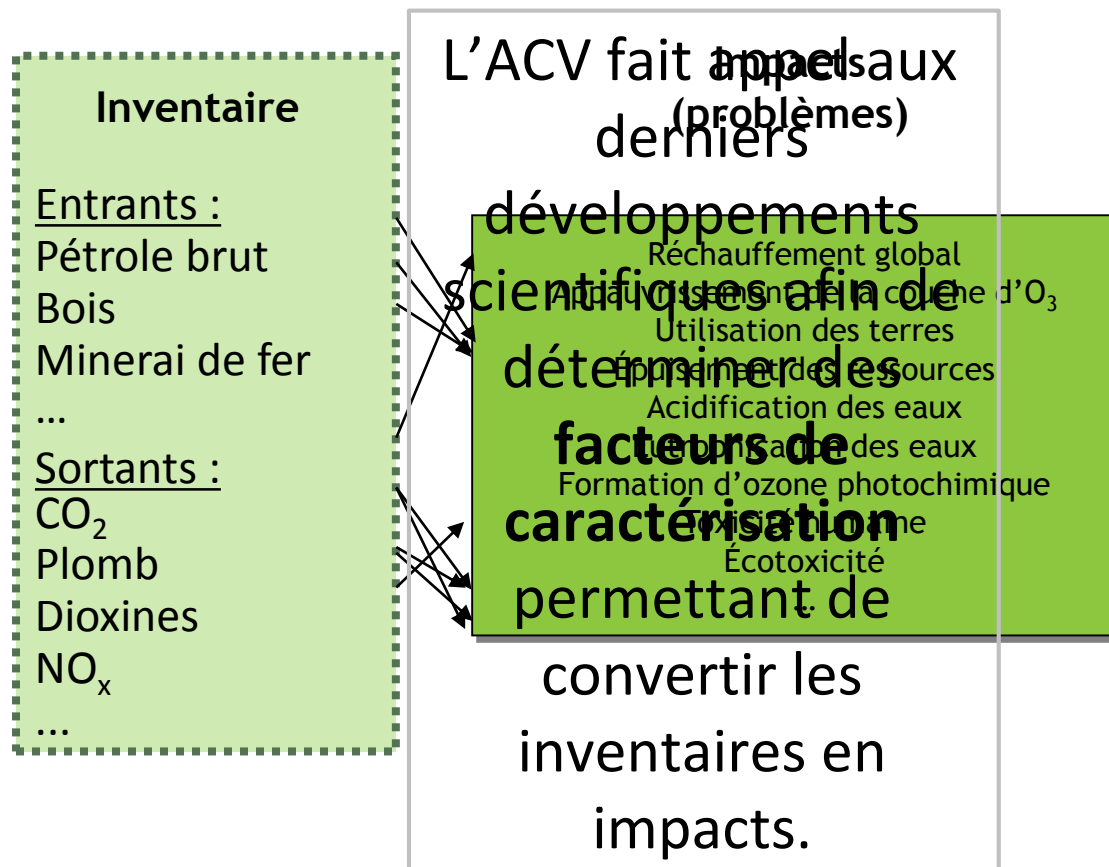 Inventaire
Entrants :
Pétrole brut
Bois
Minerai de fer
...
Sortants :
CO₂
Plomb
Dioxines
NOₓ
...
L’ACV fait appel aux
derniers
développements
scientifiques afin de
déterminer des
facteurs de
caractérisation
permettant de
convertir les
inventaires en
impacts.
Impacts
(problèmes)
Réchauffement global
Appauvrissement de la couche d’O₃
Utilisation des terres
Épuisement des ressources
Acidification des eaux
Eutrophication des eaux
Formation d’ozone photochimique
Toxicité humaine
Écotoxicité
...